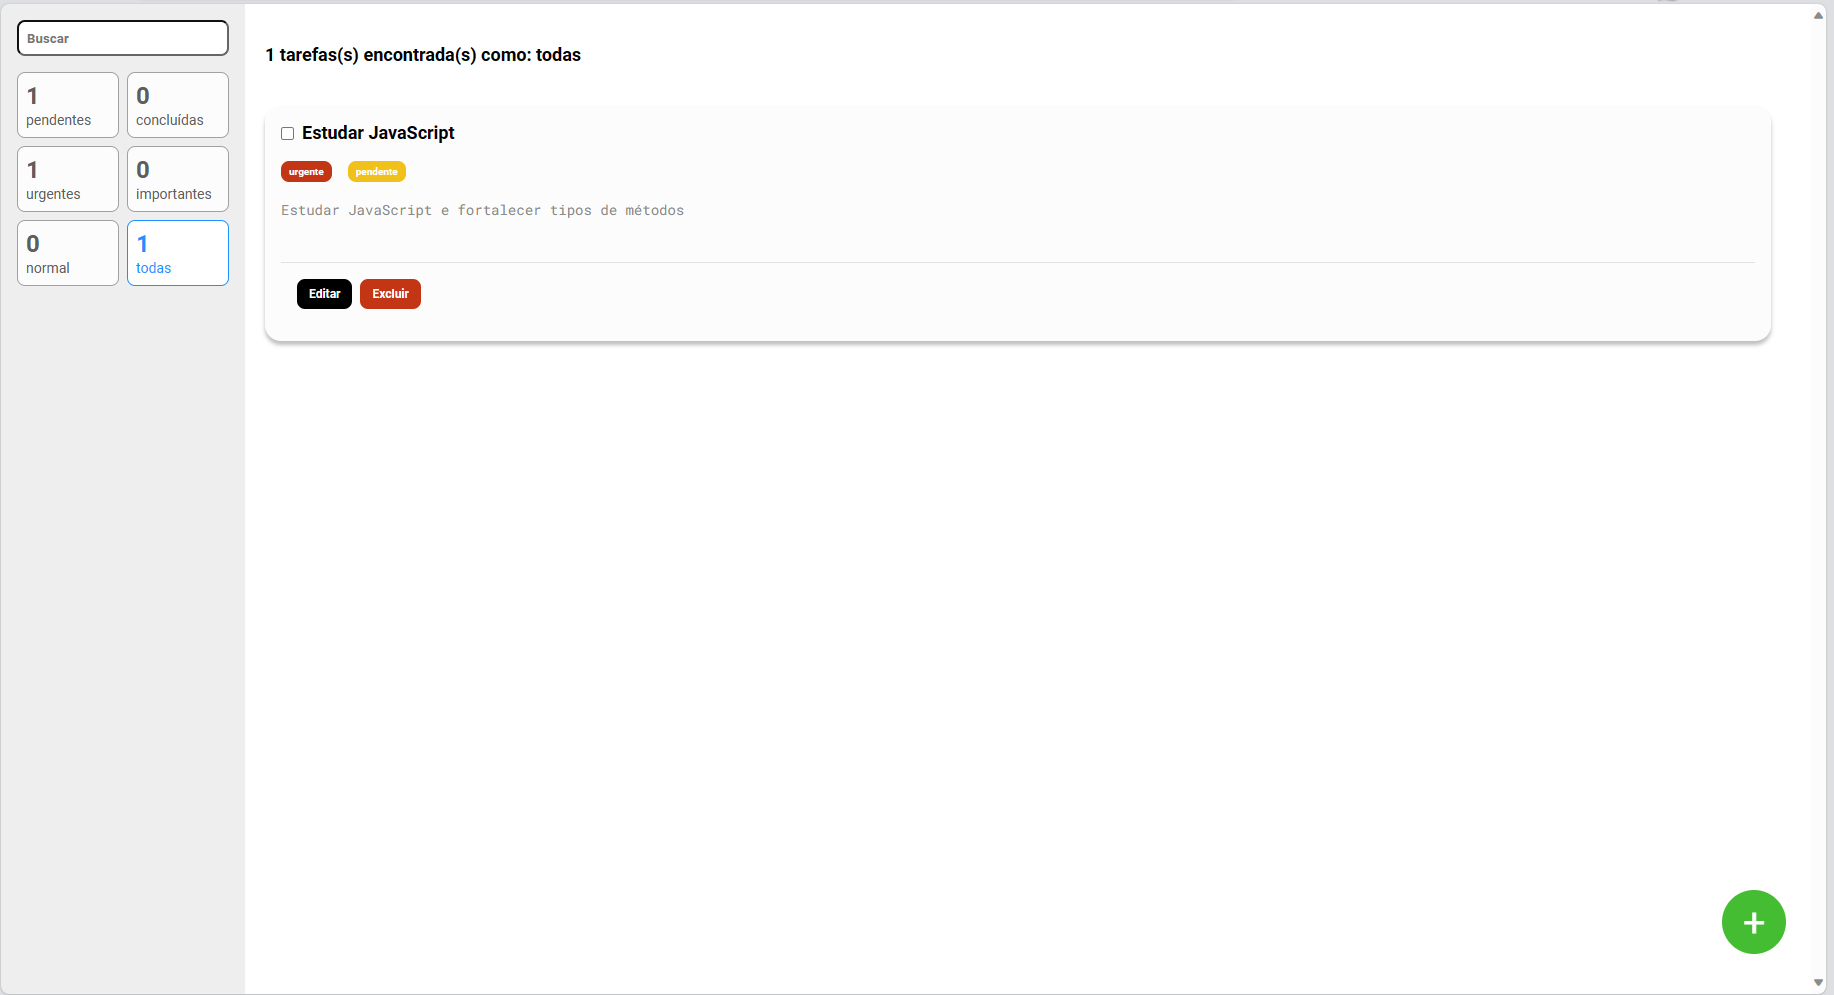 Buscar
1
pendentes
0
concluídas
1
urgentes
0
importantes
0
normal
1
todas
1 tarefas(s) encontrada(s) como: todas
Estudar JavaScript
urgente
pendente
Estudar JavaScript e fortalecer tipos de métodos
Editar
Excluir
+